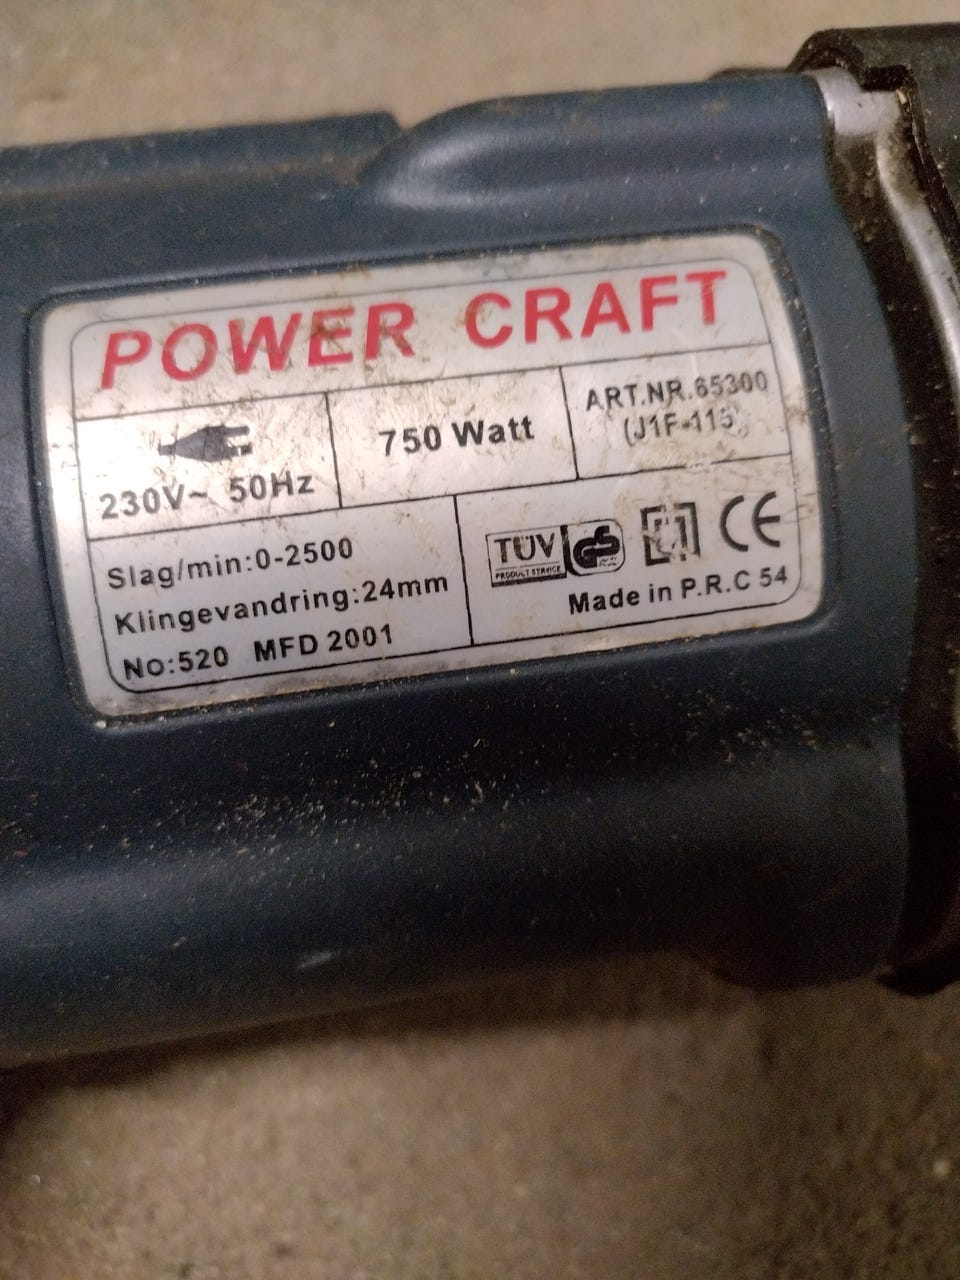 POWER CRAFT
230V~ 50Hz
750 Watt
ART.NR.65300
(J1F-115)
Slag/min:0-2500
Klingevandring:24mm
No:520 MFD 2001
TÜV
PRODUCT SERVICE
GS
CE
Made in P.R.C 54